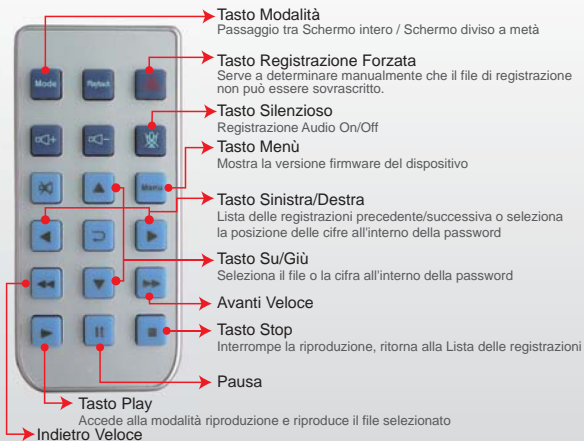 Tasto Modalità
Passaggio tra Schermo intero / Schermo diviso a metà
Tasto Registrazione Forzata
Serve a determinare manualmente che il file di registrazione
non può essere sovrascritto.
Tasto Silenzioso
Registrazione Audio On/Off
Tasto Menù
Mostra la versione firmware del dispositivo
Tasto Sinistra/Destra
Lista delle registrazioni precedente/successiva o seleziona
la posizione delle cifre all'interno della password
Tasto Su/Giù
Seleziona il file o la cifra all'interno della password
Avanti Veloce
Tasto Stop
Interrompe la riproduzione, ritorna alla Lista delle registrazioni
Pausa
Tasto Play
Accede alla modalità riproduzione e riproduce il file selezionato
Indietro Veloce
Mode
Playback
Menu